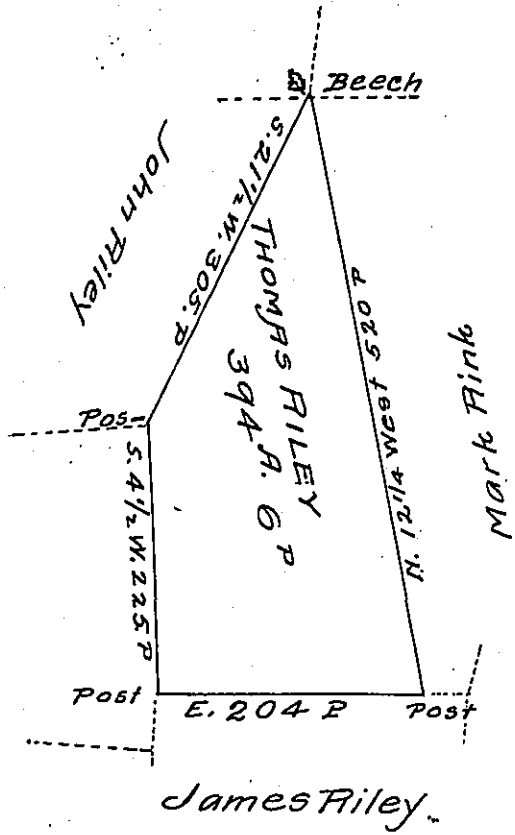 Beech
John Riley
S. 21 1/2 W. 305. P
THOMAS RILEY
394 A. 6 P
N. 12 1/4 West 520 P
Mark Rink
Pos-
S. 4 1/2 W. 225 P
Post
E. 204 P
Post
James Riley